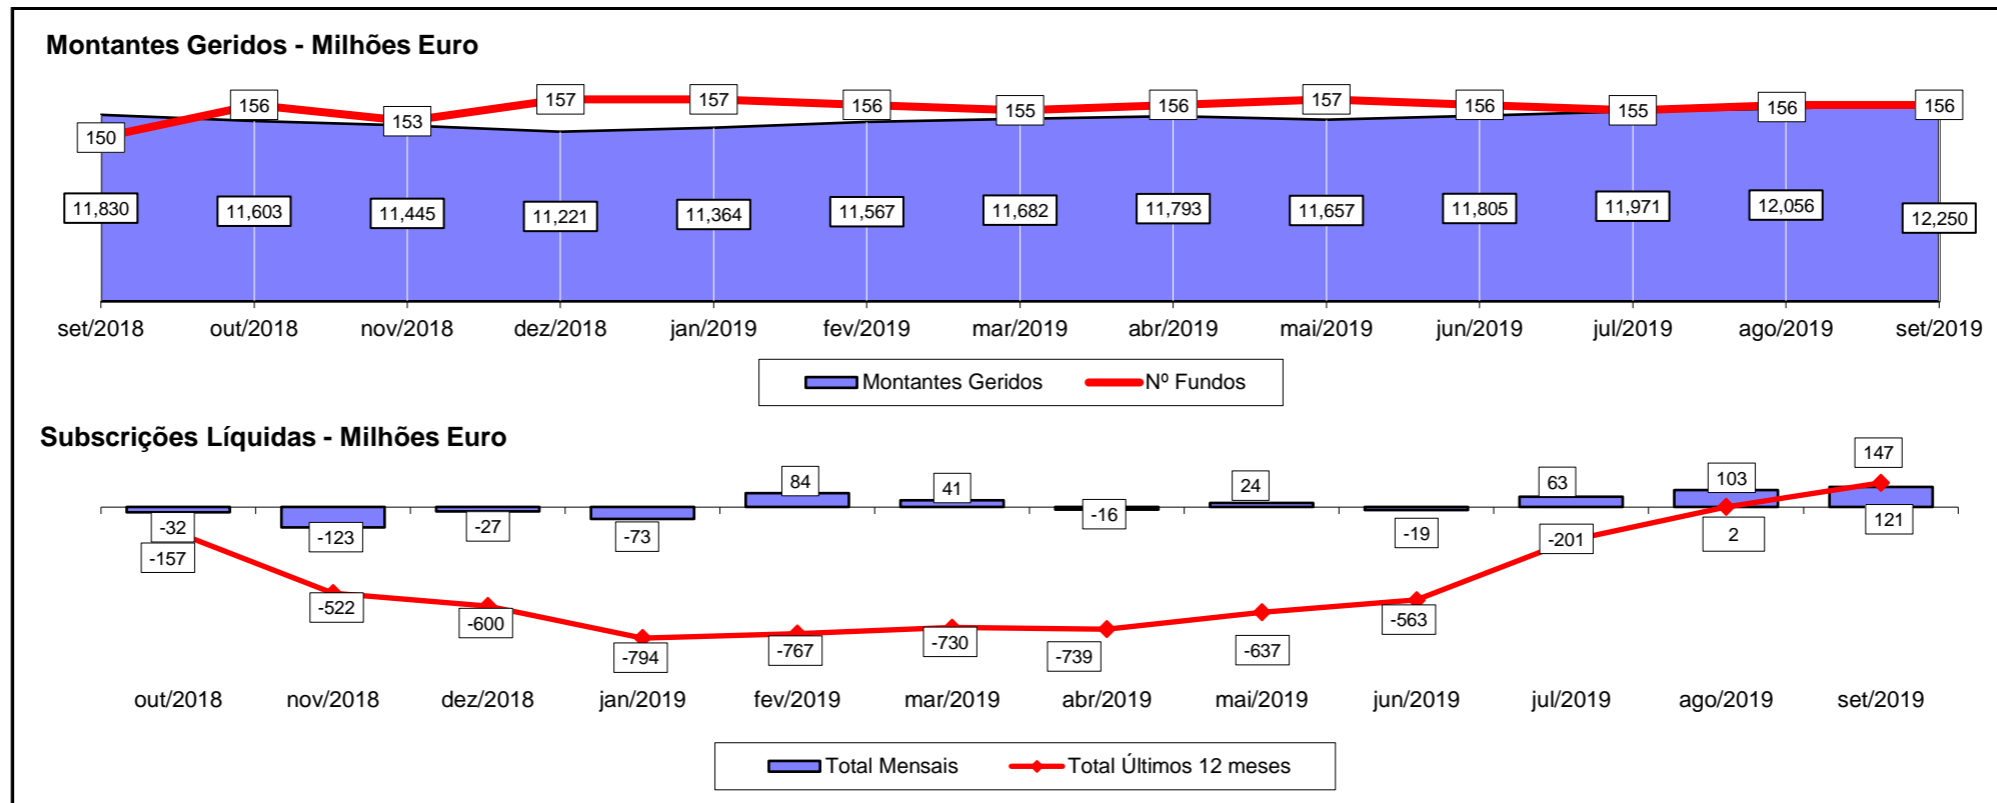 Montantes Geridos - Milhões Euro
150 156 153 157 157 156 155 156 157 156 155 156 156
11,830 11,603 11,445 11,221 11,364 11,567 11,682 11,793 11,657 11,805 11,971 12,056 12,250
set/2018 out/2018 nov/2018 dez/2018 jan/2019 fev/2019 mar/2019 abr/2019 mai/2019 jun/2019 jul/2019 ago/2019 set/2019
Montantes Geridos Nº Fundos
Subscrições Líquidas - Milhões Euro
-32 -123 -27 -73 84 41 -16 24 -19 63 103 121
-157 -522 -600 -794 -767 -730 -739 -637 -563 -201 2 147
out/2018 nov/2018 dez/2018 jan/2019 fev/2019 mar/2019 abr/2019 mai/2019 jun/2019 jul/2019 ago/2019 set/2019
Total Mensais Total Últimos 12 meses